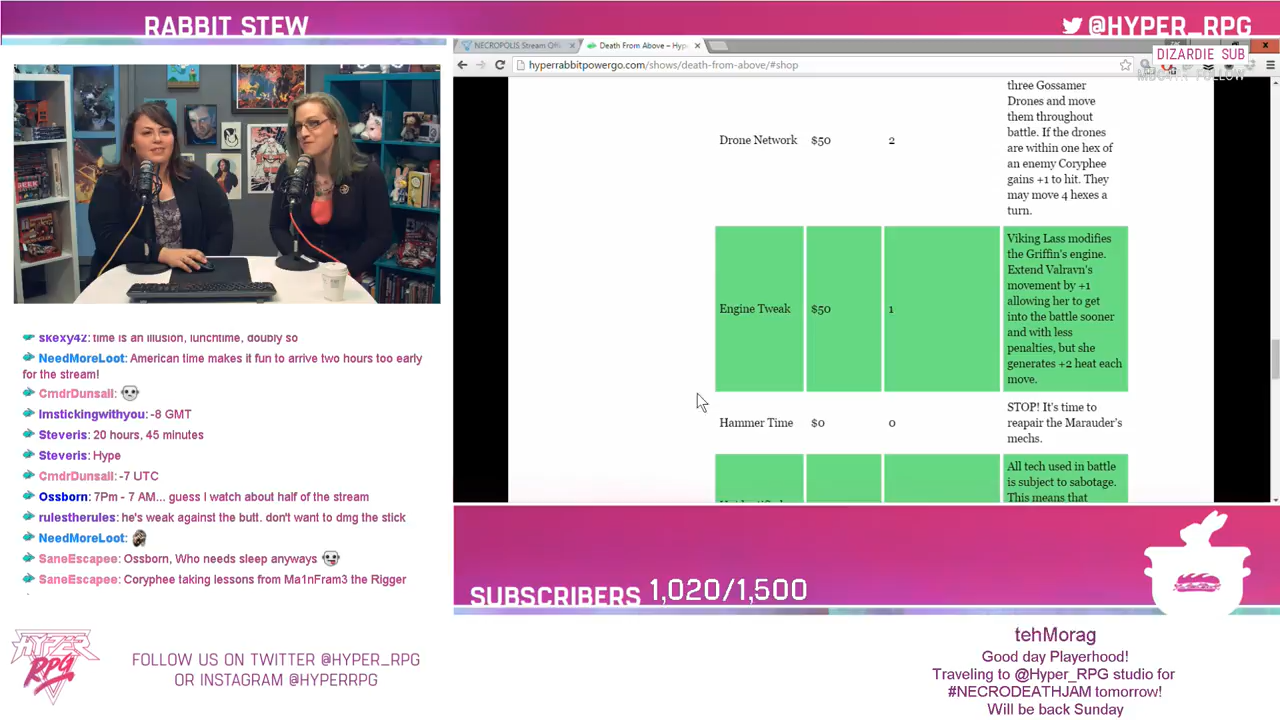 RABBIT STEW
@HYPER_RPG
NECROPOLIS Stream
Death From Above – Hyp
hyperrabbitpowergo.com/shows/death-from-above/#shop
DIZARDIE SUB
FOLLOW
three Gossamer
Drones and move
them throughout
battle. If the drones
are within one hex of
an enemy Coryphee
gains +1 to hit. They
may move 4 hexes a
turn.
Drone Network $50 2
Viking Lass modifies
the Griffin's engine.
Extend Valravn's
movement by +1
allowing her to get
into the battle sooner
and with less
penalties, but she
generates +2 heat each
move.
Engine Tweak $50 1
STOP! It's time to
reapair the Marauder's
mechs.
Hammer Time $0 0
All tech used in battle
is subject to sabotage.
This means that
skexy42: time is an illusion, lunchtime, doubly so
NeedMoreLoot: American time makes it fun to arrive two hours too early
for the stream!
CmdrDunsall:
Imstickingwithyou: -8 GMT
Steveris: 20 hours, 45 minutes
Steveris: Hype
CmdrDunsall: -7 UTC
Ossborn: 7Pm - 7 AM... guess I watch about half of the stream
rulestherules: he's weak against the butt. don't want to dmg the stick
NeedMoreLoot:
SaneEscapee: Ossborn, Who needs sleep anyways
SaneEscapee: Coryphee taking lessons from Ma1nFram3 the Rigger
SUBSCRIBERS 1,020/1,500
HYPER
RPG
FOLLOW US ON TWITTER @HYPER_RPG
OR INSTAGRAM @HYPERRPG
tehMorag
Good day Playerhood!
Traveling to @Hyper_RPG studio for
#NECRODEATHJAM tomorrow!
Will be back Sunday